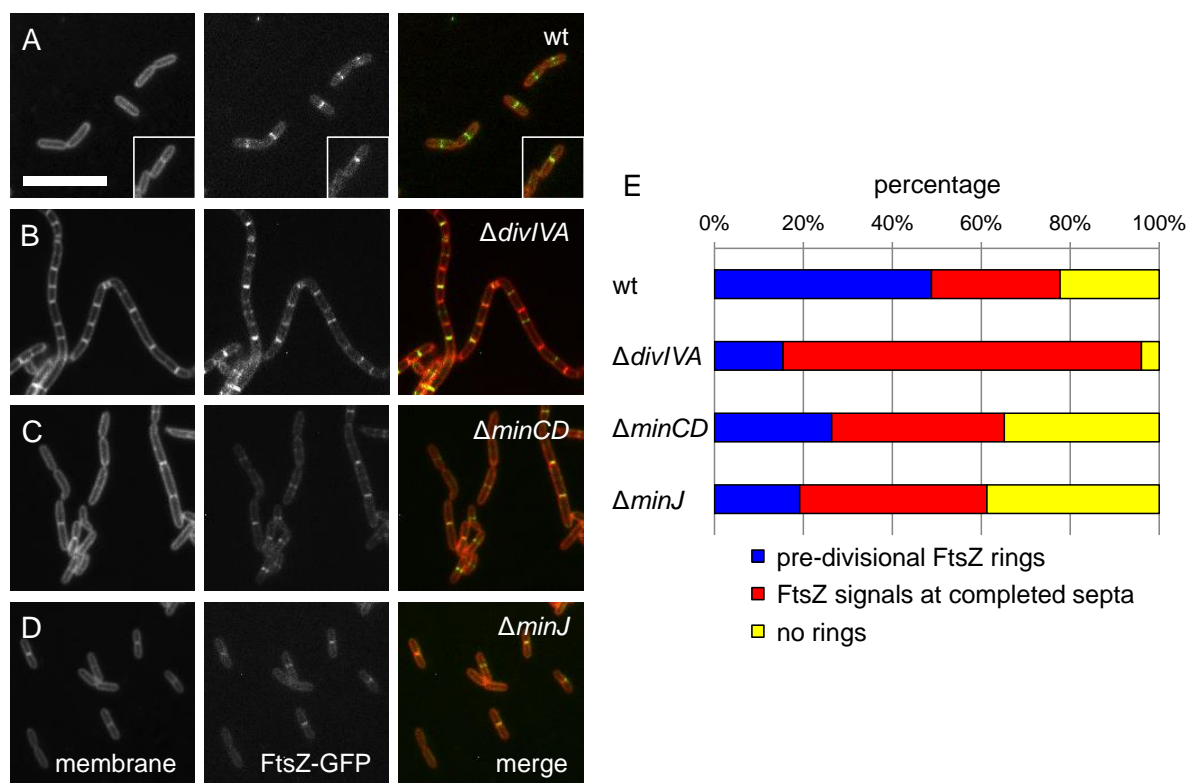 A
wt
B
ΔdivIVA
C
ΔminCD
D
ΔminJ
membrane
FtsZ-GFP
merge
E
percentage
0% 20% 40% 60% 80% 100%
wt
ΔdivIVA
ΔminCD
ΔminJ
pre-divisional FtsZ rings
FtsZ signals at completed septa
no rings